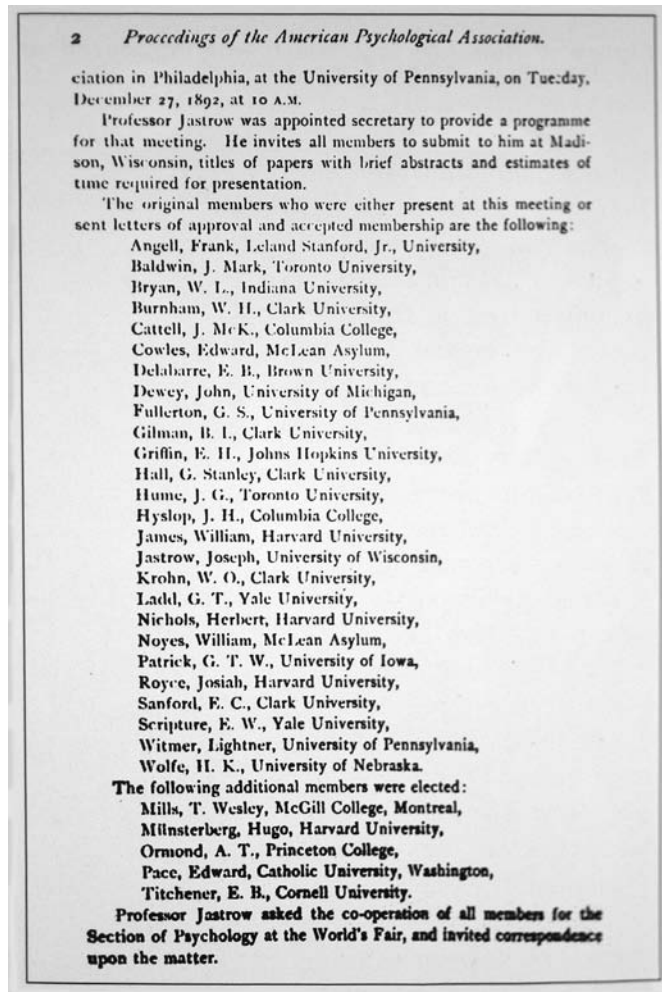 2 Proceedings of the American Psychological Association.
ciation in Philadelphia, at the University of Pennsylvania, on Tuesday,
December 27, 1892, at 10 A.M.
Professor Jastrow was appointed secretary to provide a programme
for that meeting. He invites all members to submit to him at Madi-
son, Wisconsin, titles of papers with brief abstracts and estimates of
time required for presentation.
The original members who were either present at this meeting or
sent letters of approval and accepted membership are the following:
Angell, Frank, Leland Stanford, Jr., University,
Baldwin, J. Mark, Toronto University,
Bryan, W. L., Indiana University,
Burnham, W. H., Clark University,
Cattell, J. McK., Columbia College,
Cowles, Edward, McLean Asylum,
Delabarre, E. B., Brown University,
Dewey, John, University of Michigan,
Fullerton, G. S., University of Pennsylvania,
Gilman, B. I., Clark University,
Griffin, E. H., Johns Hopkins University,
Hall, G. Stanley, Clark University,
Hume, J. G., Toronto University,
Hyslop, J. H., Columbia College,
James, William, Harvard University,
Jastrow, Joseph, University of Wisconsin,
Krohn, W. O., Clark University,
Ladd, G. T., Yale University,
Nichols, Herbert, Harvard University,
Noyes, William, McLean Asylum,
Patrick, G. T. W., University of Iowa,
Royce, Josiah, Harvard University,
Sanford, E. C., Clark University,
Scripture, E. W., Yale University,
Witmer, Lightner, University of Pennsylvania,
Wolfe, H. K., University of Nebraska.
The following additional members were elected:
Mills, T. Wesley, McGill College, Montreal,
Münsterberg, Hugo, Harvard University,
Ormond, A. T., Princeton College,
Pace, Edward, Catholic University, Washington,
Titchener, E. B., Cornell University.
Professor Jastrow asked the co-operation of all members for the
Section of Psychology at the World's Fair, and invited correspondence
upon the matter.